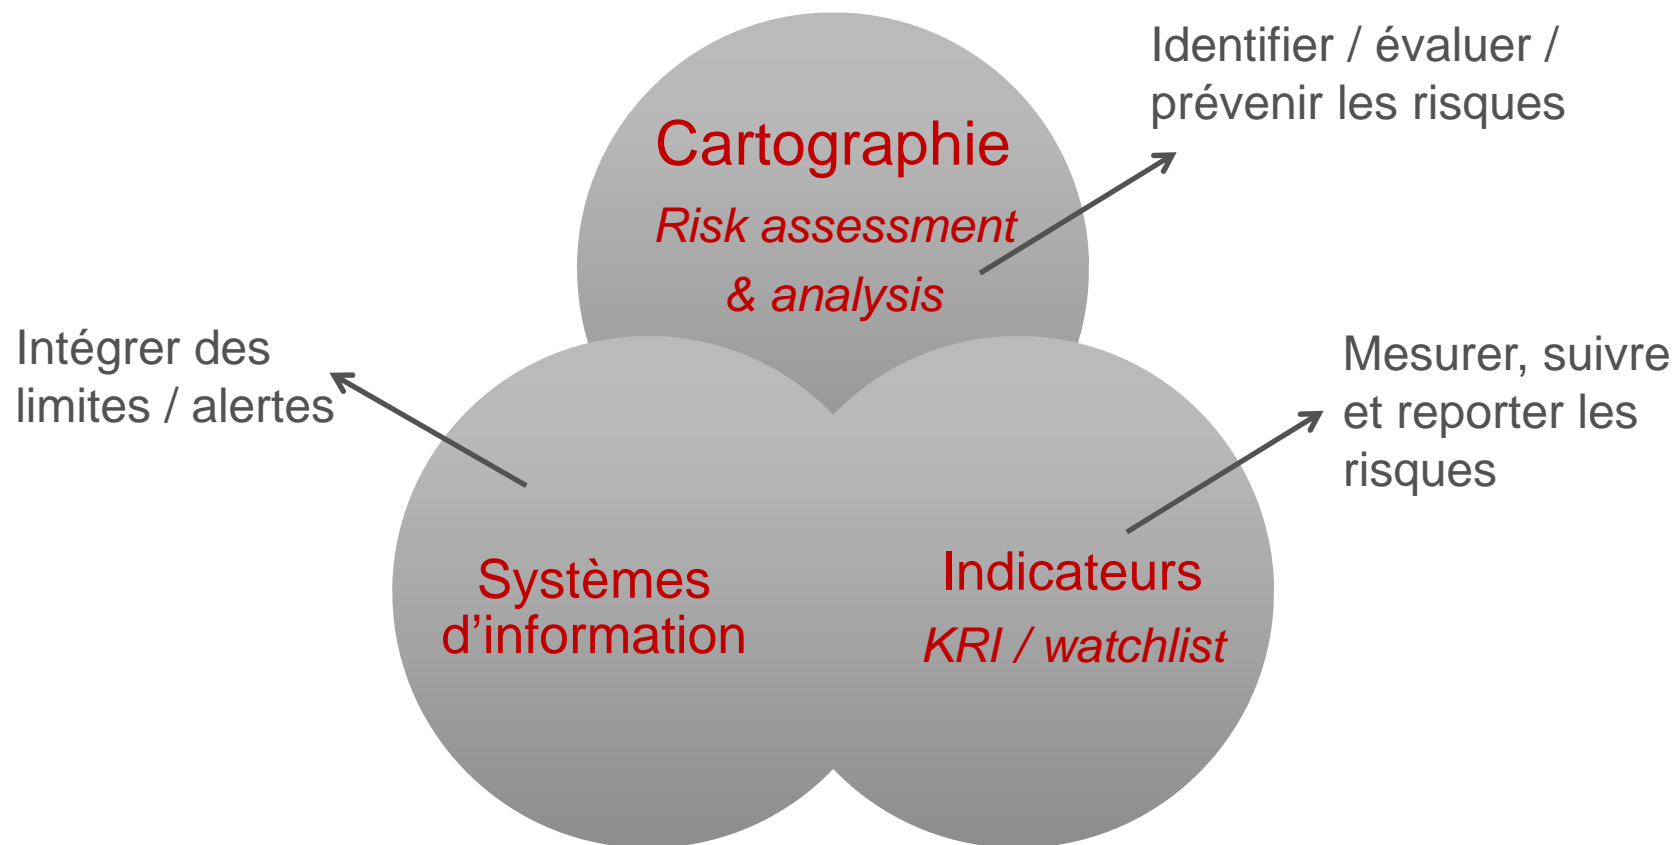 Identifier / évaluer /
prévenir les risques
Cartographie
Risk assessment
& analysis
Intégrer des
limites / alertes
Mesurer, suivre
et reporter les
risques
Systèmes
d’information
Indicateurs
KRI / watchlist